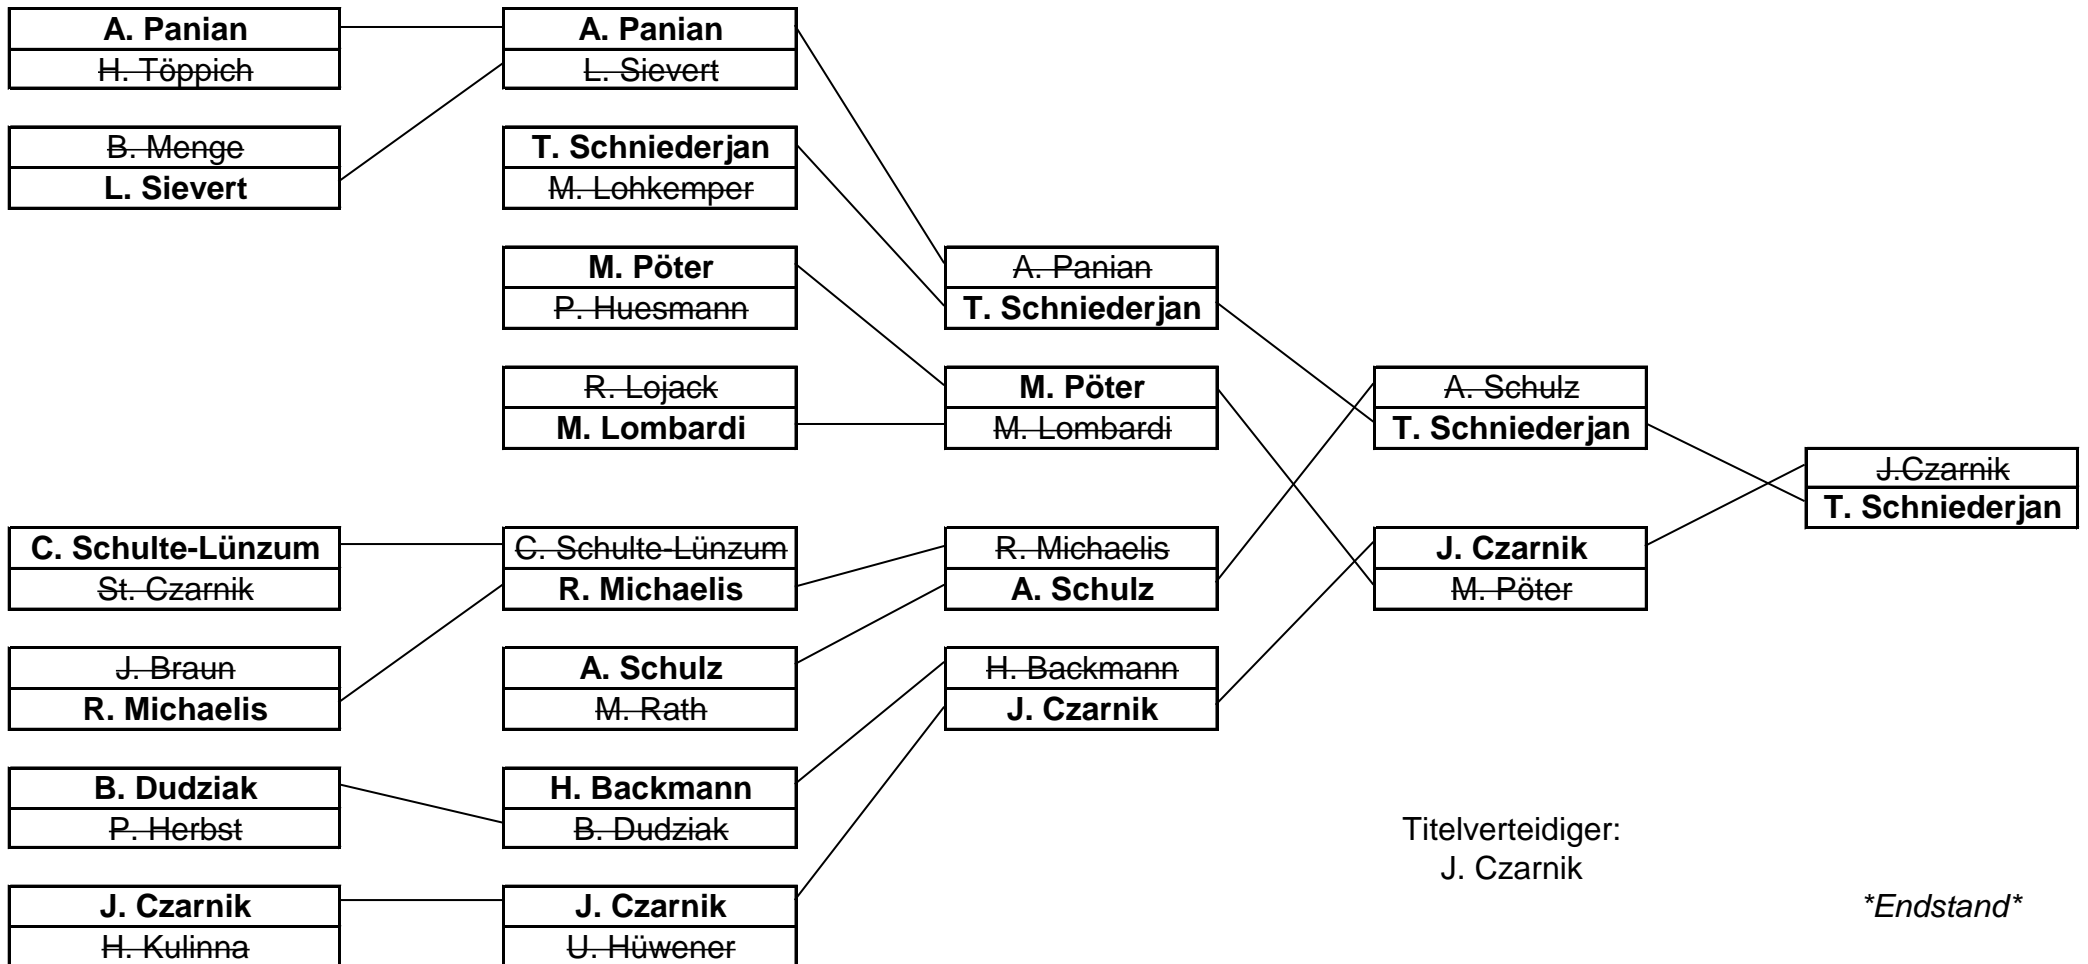 A. Panian
H. Töppich
B. Menge
L. Sievert
C. Schulte-Lünzum
St. Czarnik
J. Braun
R. Michaelis
B. Dudziak
P. Herbst
J. Czarnik
H. Kulinna
A. Panian
L. Sievert
T. Schniederjan
M. Lohkemper
M. Pöter
P. Huesmann
R. Lojack
M. Lombardi
C. Schulte-Lünzum
R. Michaelis
A. Schulz
M. Rath
H. Backmann
B. Dudziak
J. Czarnik
U. Hüwener
A. Panian
T. Schniederjan
M. Pöter
M. Lombardi
R. Michaelis
A. Schulz
H. Backmann
J. Czarnik
A. Schulz
T. Schniederjan
J. Czarnik
M. Pöter
J.Czarnik
T. Schniederjan
Titelverteidiger:
J. Czarnik
*Endstand*